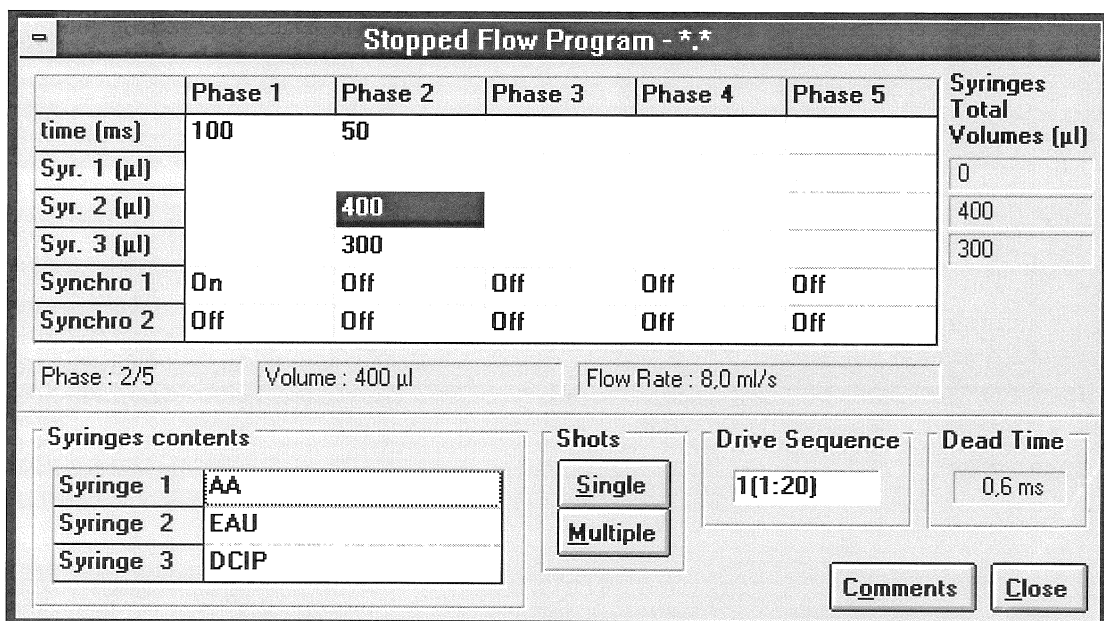 Stopped Flow Program - *.*
Phase 1 Phase 2 Phase 3 Phase 4 Phase 5
Syringes
Total
Volumes (µl)
time (ms) 100 50
Syr. 1 (µl)
0
Syr. 2 (µl) 400
400
Syr. 3 (µl) 300
300
Synchro 1 On Off Off Off Off
Synchro 2 Off Off Off Off Off
Phase : 2/5 Volume : 400 µl Flow Rate : 8,0 ml/s
Syringes contents
Syringe 1 AA
Syringe 2 EAU
Syringe 3 DCIP
Shots
Single
Multiple
Drive Sequence
1(1:20)
Dead Time
0,6 ms
Comments Close